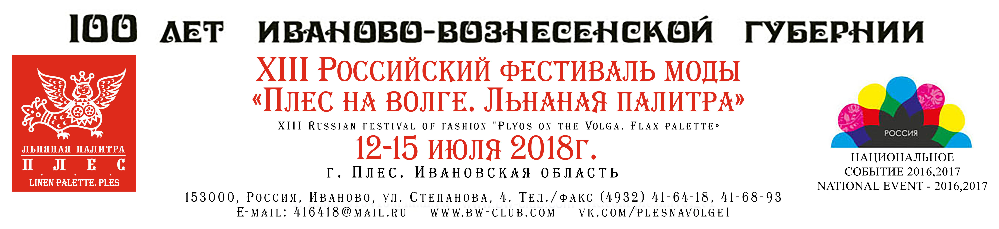 100 ЛЕТ ИВАНОВО-ВОЗНЕСЕНСКОЙ ГУБЕРНИИ
XIII Российский фестиваль моды
«Плес на волге. Льнаная палитра»
XIII Russian festival of fashion "Plyos on the Volga. Flax palette»
12-15 июля 2018г.
г. Плес. Ивановская область
153000, Россия, Иваново, ул. Степанова, 4. Тел./факс (4932) 41-64-18, 41-68-93
E-mail: 416418@mail.ru www.bw-club.com vk.com/plesnavolge1
ЛЬНЯНАЯ ПАЛИТРА
ПЛЕС
LINEN PALETTE. PLES
РОССИЯ
НАЦИОНАЛЬНОЕ
СОБЫТИЕ 2016,2017
NATIONAL EVENT - 2016,2017